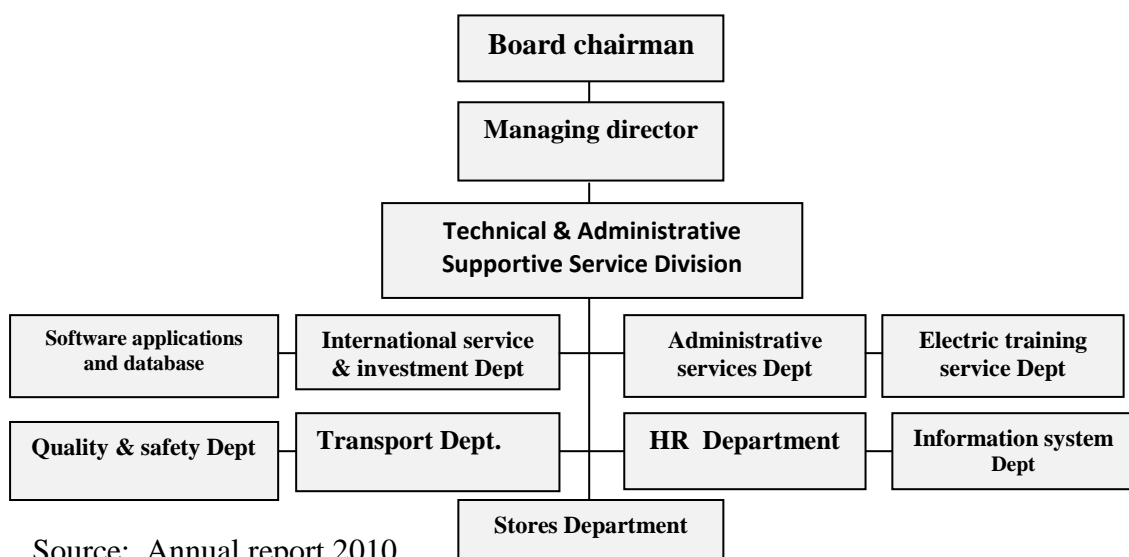 Board chairman
Managing director
Technical & Administrative
Supportive Service Division
Software applications
and database
International service
& investment Dept
Administrative
services Dept
Electric training
service Dept
Quality & safety Dept
Transport Dept.
HR Department
Information system
Dept
Stores Department
Source: Annual report 2010